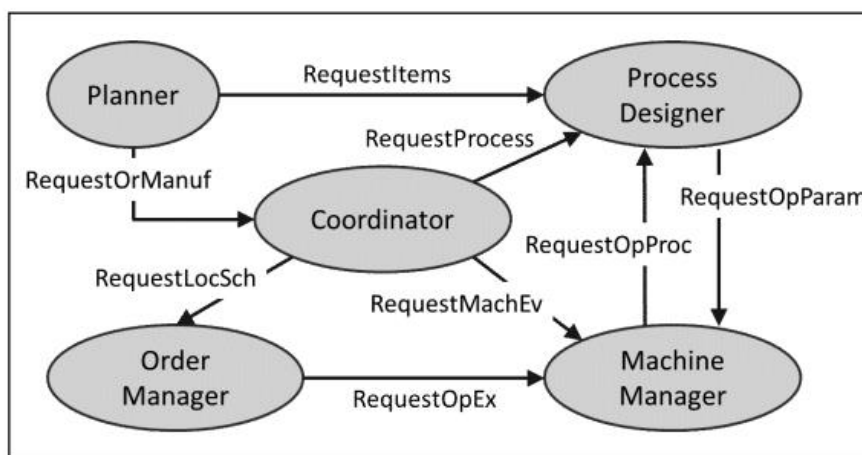 RequestItems
Planner
Process
Designer
RequestProcess
RequestOrManuf
RequestOpParam
Coordinator
RequestOpProc
RequestLocSch
RequestMachEv
Order
Manager
Machine
Manager
RequestOpEx